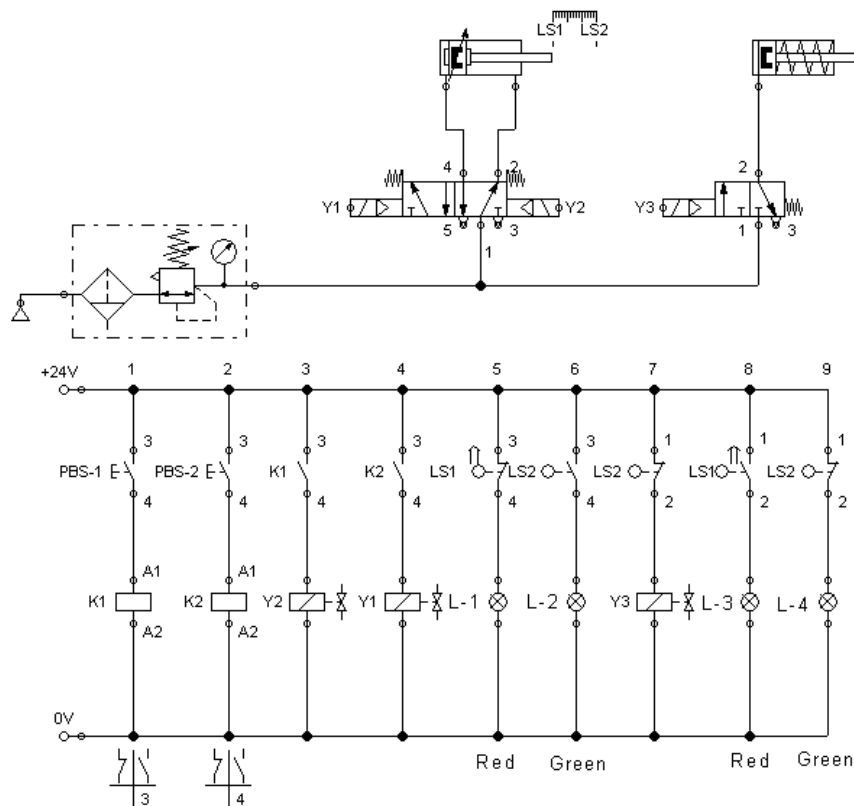 LS1 LS2
4 2 2
Y1 Y2 Y3
5 3 1 3
1
1 2 3 4 5 6 7 8 9
+24V
3 3 3 3 3 3 1 1 1
PBS-1 PBS-2 K1 K2 LS1 LS2 LS2 LS1 LS2
4 4 4 4 4 4 2 2 2
A1 A1
K1 K2 Y2 Y1 L-1 L-2 Y3 L-3 L-4
A2 A2
0V
Red Green Red Green
3 4